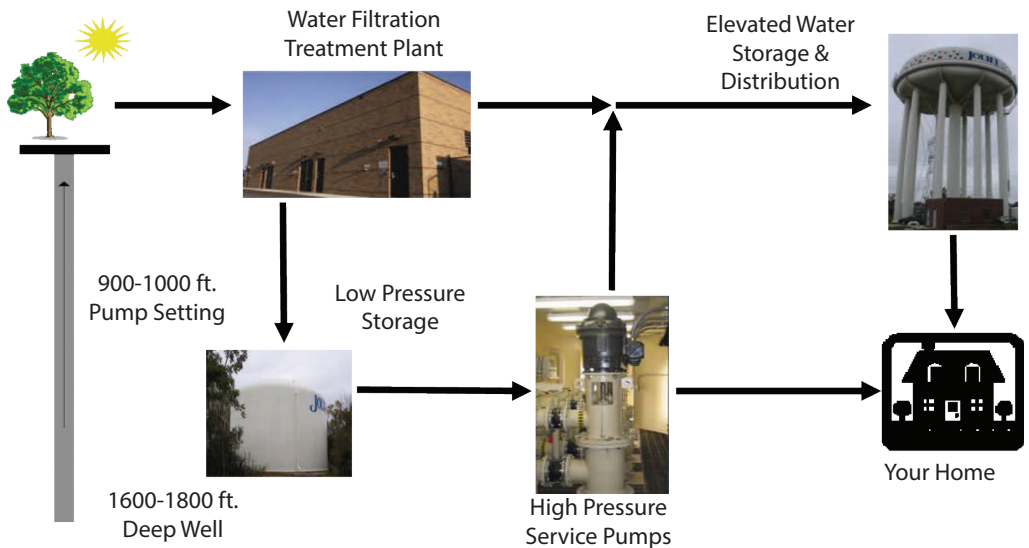 Water Filtration
Treatment Plant
Elevated Water
Storage &
Distribution
JOLIET
900-1000 ft.
Pump Setting
Low Pressure
Storage
1600-1800 ft.
Deep Well
High Pressure
Service Pumps
Your Home